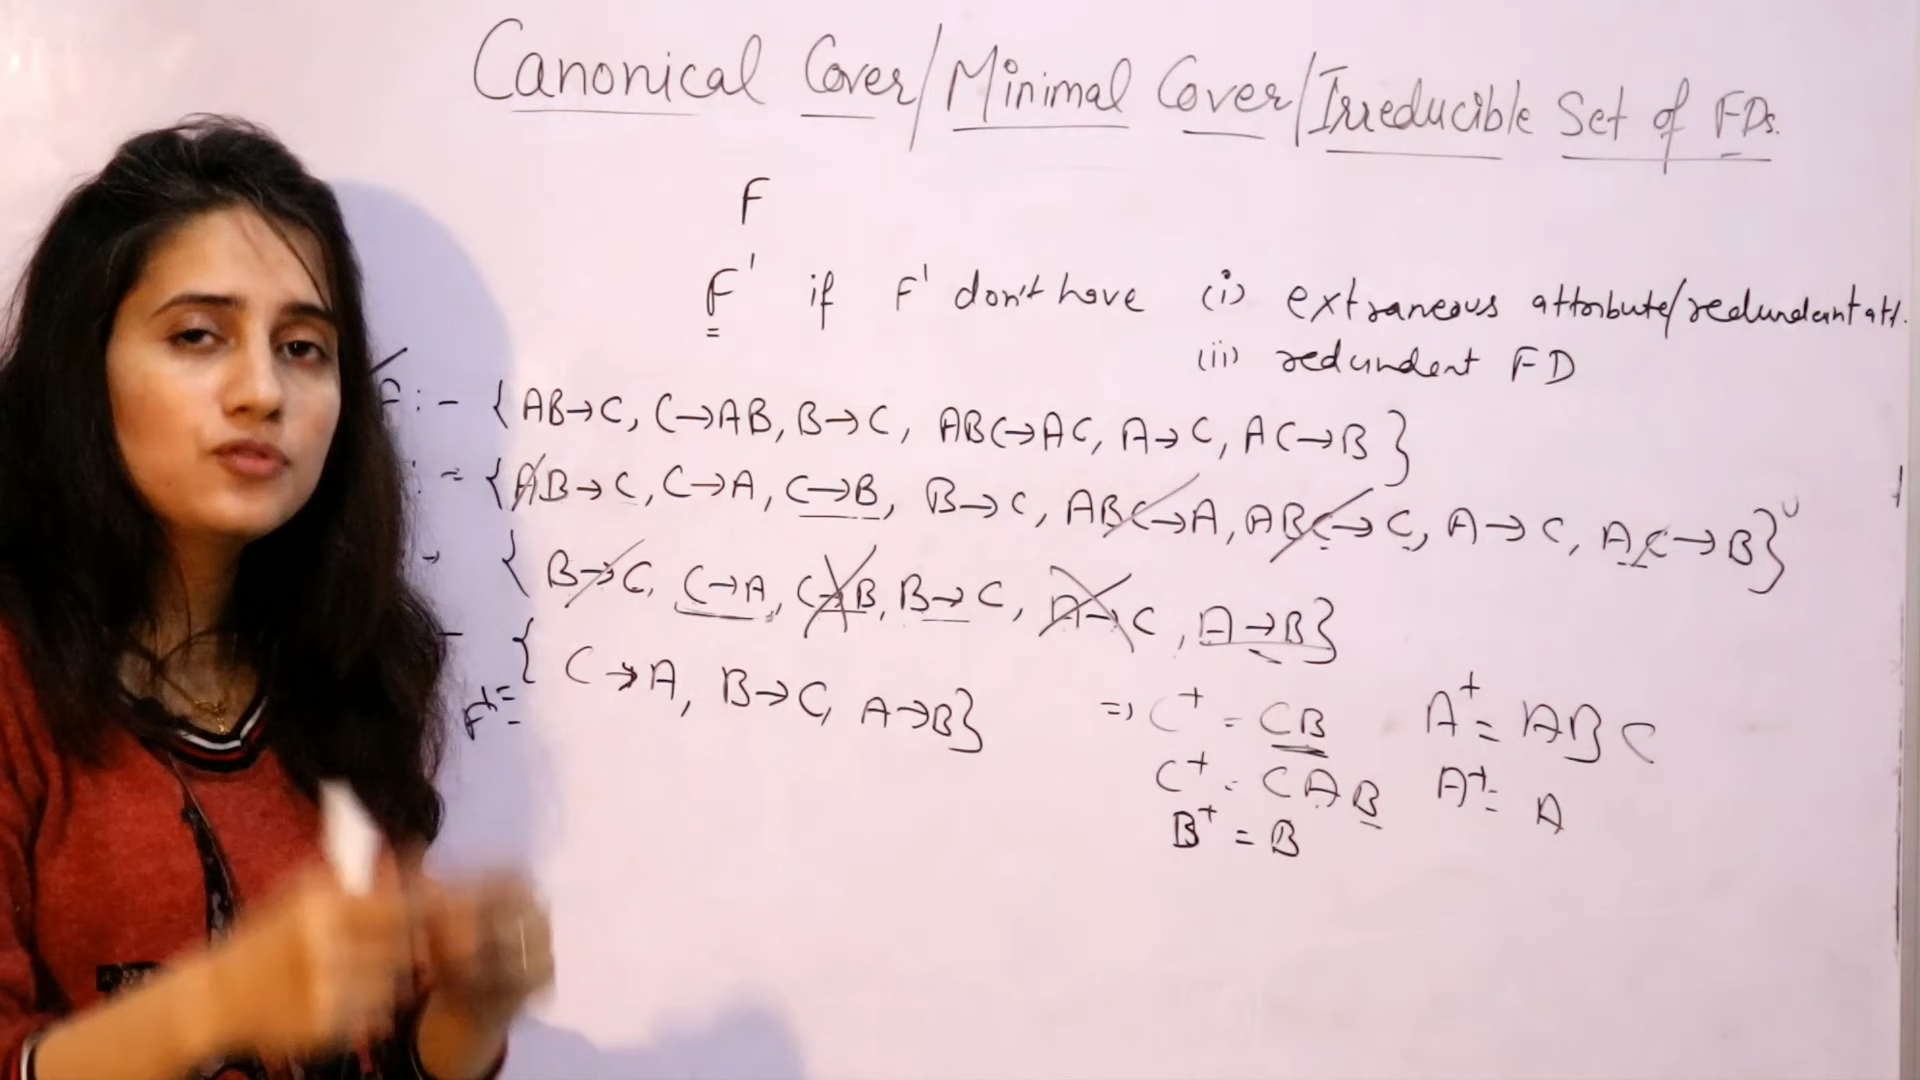 Canonical Cover/Minimal Cover/Irreducible Set of FDs.
F
F' if F' don't have (i) extraneous attribute/redundant att.
(ii) redundent FD
F:- {AB→C, C→AB, B→C, ABC→AC, A→C, AC→B}
:= {AB→C, C→A, C→B, B→C, ABC→A, ABC→C, A→C, AC→B}
{B→C, C→A, C→B, B→C, A→C, A→B}
{C→A, B→C, A→B}
=> C+ = CB A+ = ABC
C+ = CAB A+ = A
B+ = B